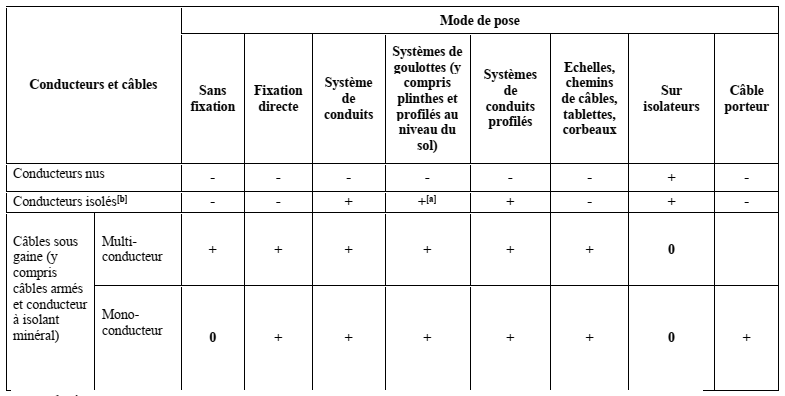 Mode de pose
Conducteurs et câbles
Sans
fixation
Fixation
directe
Système
de
conduits
Systèmes de
goulottes (y
compris
plinthes et
profilés au
niveau du
sol)
Systèmes
de
conduits
profilés
Echelles,
chemins
de câbles,
tablettes,
corbeaux
Sur
isolateurs
Câble
porteur
Conducteurs nus
- - - - - - + -
Conducteurs isolés[b]
- - + +[a] + - + -
Câbles sous
gaine (y
compris
câbles armés
et conducteur
à isolant
minéral)
Multi-
conducteur
+ + + + + + 0
Mono-
conducteur
0 + + + + + 0 +